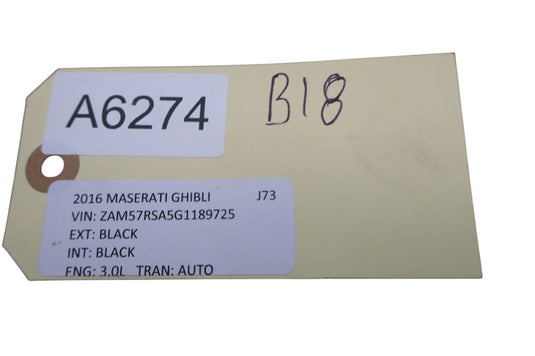 A6274
B18
2016 MASERATI GHIBLI J73
VIN: ZAM57RSA5G1189725
EXT: BLACK
INT: BLACK
ENG: 3.0L TRAN: AUTO